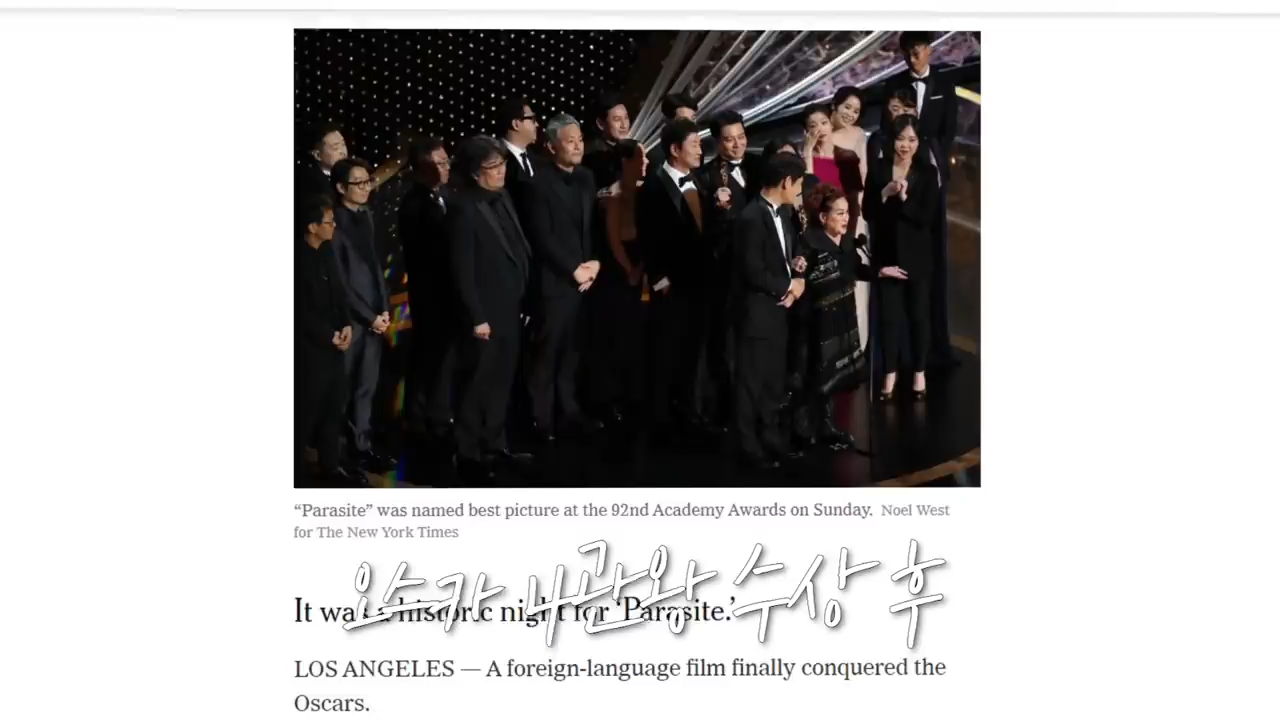 “Parasite” was named best picture at the 92nd Academy Awards on Sunday. Noel West
for The New York Times
오스카 4관왕 수상 후
It was a historic night for ‘Parasite.’
LOS ANGELES — A foreign-language film finally conquered the
Oscars.